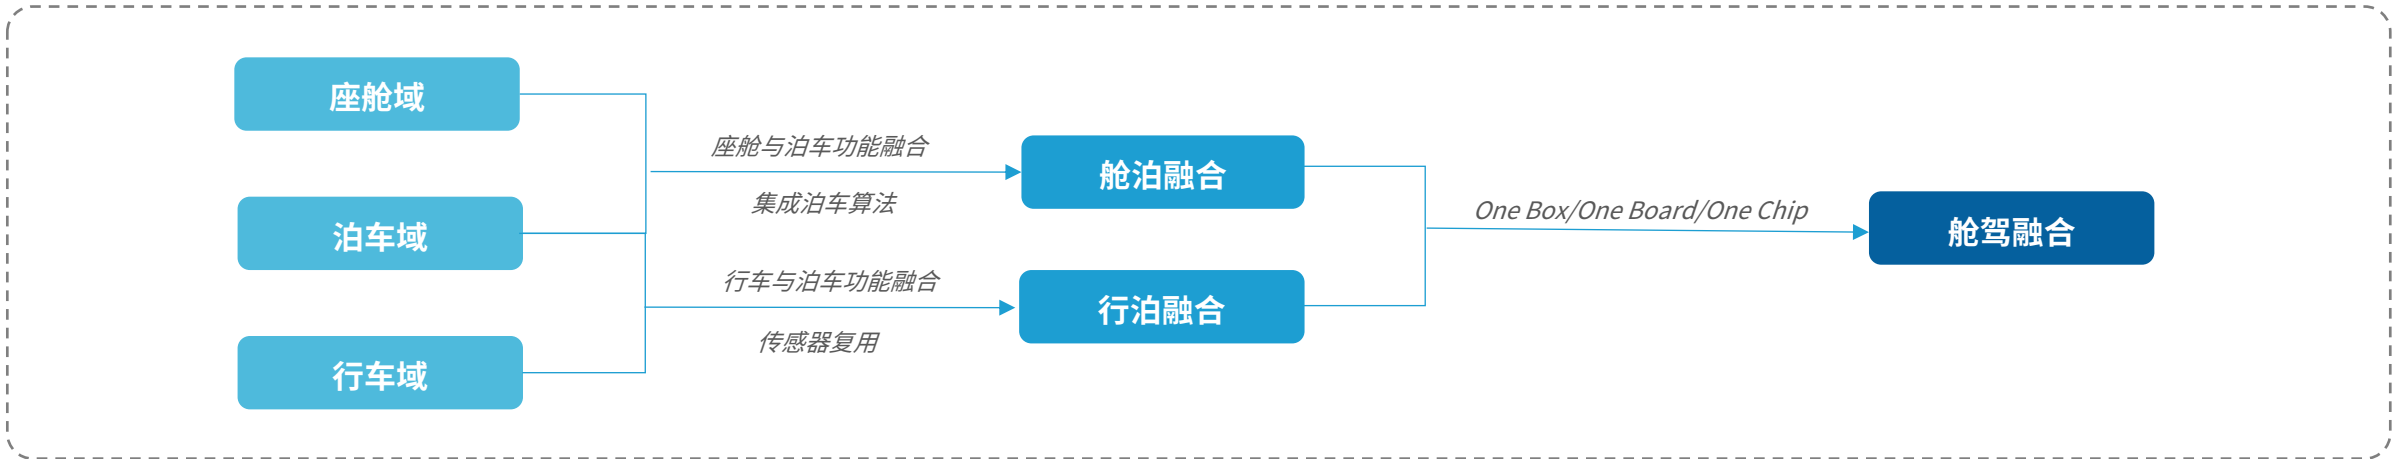 座舱域
泊车域
行车域
座舱与泊车功能融合
集成泊车算法
行车与泊车功能融合
传感器复用
舱泊融合
行泊融合
One Box/One Board/One Chip
舱驾融合